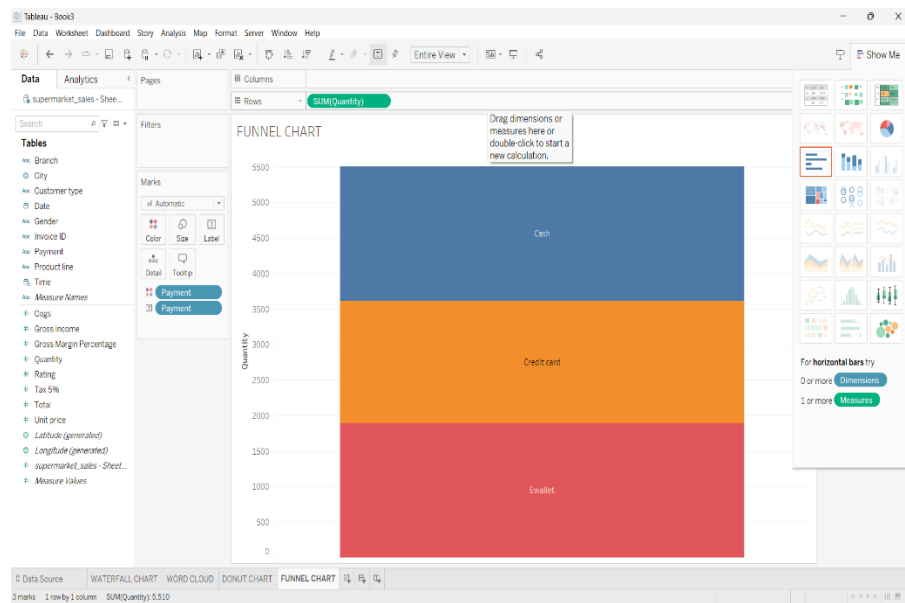 Tableau - Book3
File Data Worksheet Dashboard Story Analysis Map Format Server Window Help
Entire View
Show Me
Data Analytics
supermarket_sales - Shee...
Search
Tables
Abc Branch
City
Abc Customer type
Date
Abc Gender
Abc Invoice ID
Abc Payment
Abc Product line
Time
Abc Measure Names
# Cogs
# Gross Income
# Gross Margin Percentage
# Quantity
# Rating
# Tax 5%
# Total
# Unit price
Latitude (generated)
Longitude (generated)
# supermarket_sales - Sheet...
# Measure Values
Pages
Filters
Marks
Automatic
Color Size Label
Detail Tooltip
Payment
Payment
Columns
Rows SUM(Quantity)
Drag dimensions or
measures here or
double-click to start a
new calculation.
FUNNEL CHART
Quantity
5500
5000
4500
4000
3500
3000
2500
2000
1500
1000
500
0
Cash
Credit card
Ewallet
For horizontal bars try
0 or more Dimensions
1 or more Measures
Data Source WATERFALL CHART WORD CLOUD DONUT CHART FUNNEL CHART
3 marks 1 row by 1 column SUM(Quantity): 5,510